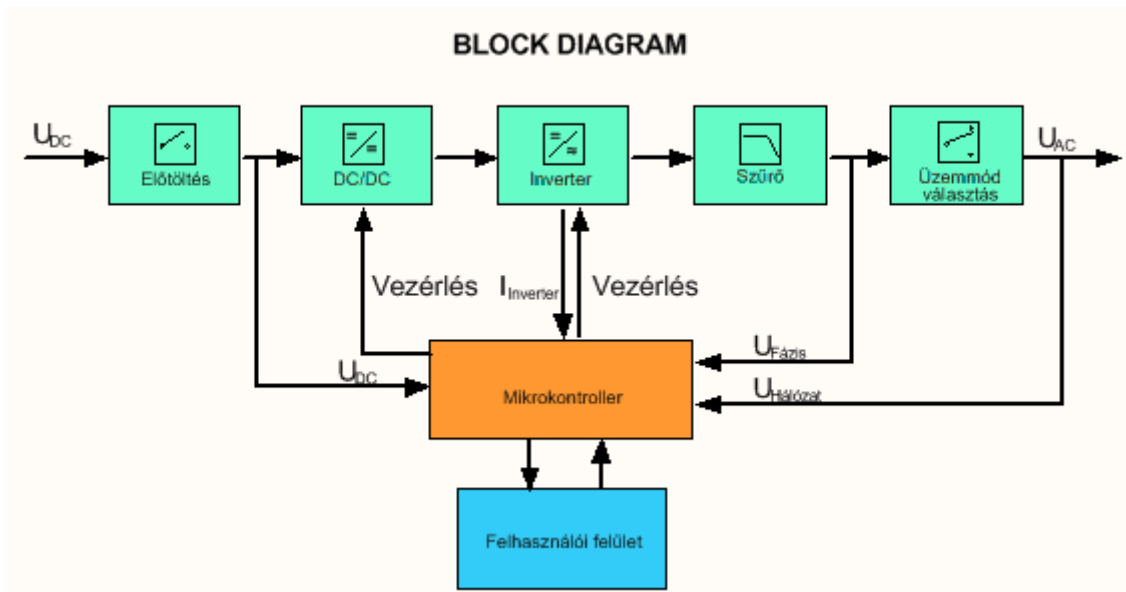 BLOCK DIAGRAM
UDC
Előtöltés
DC/DC
Inverter
Szűrő
Üzemmód
választás
UAC
Vezérlés
IInverter
Vezérlés
UFázis
UDC
UHálózat
Mikrokontroller
Felhasználói felület